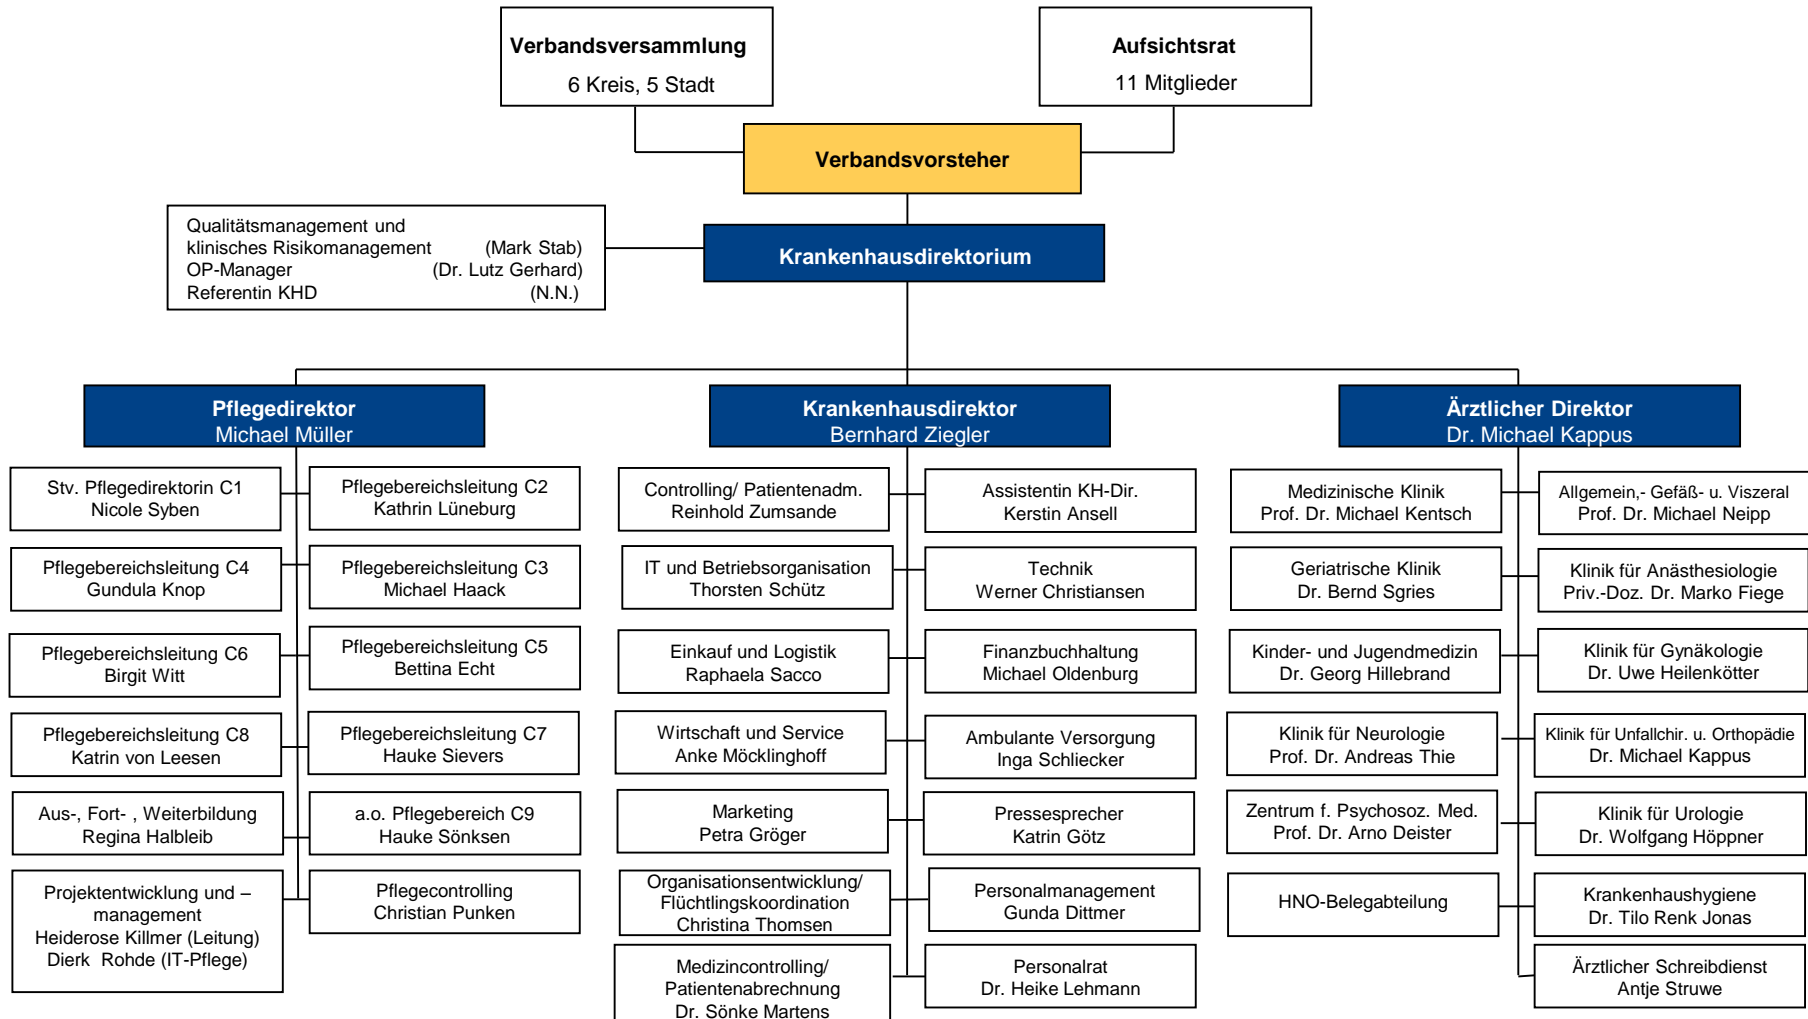 Verbandsversammlung
6 Kreis, 5 Stadt
Aufsichtsrat
11 Mitglieder
Verbandsvorsteher
Qualitätsmanagement und
klinisches Risikomanagement (Mark Stab)
OP-Manager (Dr. Lutz Gerhard)
Referentin KHD (N.N.)
Krankenhausdirektorium
Pflegedirektor
Michael Müller
Krankenhausdirektor
Bernhard Ziegler
Ärztlicher Direktor
Dr. Michael Kappus
Stv. Pflegedirektorin C1
Nicole Syben
Pflegebereichsleitung C2
Kathrin Lüneburg
Pflegebereichsleitung C4
Gundula Knop
Pflegebereichsleitung C3
Michael Haack
Pflegebereichsleitung C6
Birgit Witt
Pflegebereichsleitung C5
Bettina Echt
Pflegebereichsleitung C8
Katrin von Leesen
Pflegebereichsleitung C7
Hauke Sievers
Aus-, Fort- , Weiterbildung
Regina Halbleib
a.o. Pflegebereich C9
Hauke Sönksen
Projektentwicklung und –
management
Heiderose Killmer (Leitung)
Dierk Rohde (IT-Pflege)
Pflegecontrolling
Christian Punken
Controlling/ Patientenadm.
Reinhold Zumsande
Assistentin KH-Dir.
Kerstin Ansell
IT und Betriebsorganisation
Thorsten Schütz
Technik
Werner Christiansen
Einkauf und Logistik
Raphaela Sacco
Finanzbuchhaltung
Michael Oldenburg
Wirtschaft und Service
Anke Möcklinghoff
Ambulante Versorgung
Inga Schliecker
Marketing
Petra Gröger
Pressesprecher
Katrin Götz
Organisationsentwicklung/
Flüchtlingskoordination
Christina Thomsen
Personalmanagement
Gunda Dittmer
Medizincontrolling/
Patientenabrechnung
Dr. Sönke Martens
Personalrat
Dr. Heike Lehmann
Medizinische Klinik
Prof. Dr. Michael Kentsch
Allgemein,- Gefäß- u. Viszeral
Prof. Dr. Michael Neipp
Geriatrische Klinik
Dr. Bernd Sgries
Klinik für Anästhesiologie
Priv.-Doz. Dr. Marko Fiege
Kinder- und Jugendmedizin
Dr. Georg Hillebrand
Klinik für Gynäkologie
Dr. Uwe Heilenkötter
Klinik für Neurologie
Prof. Dr. Andreas Thie
Klinik für Unfallchir. u. Orthopädie
Dr. Michael Kappus
Zentrum f. Psychosoz. Med.
Prof. Dr. Arno Deister
Klinik für Urologie
Dr. Wolfgang Höppner
HNO-Belegabteilung
Krankenhaushygiene
Dr. Tilo Renk Jonas
Ärztlicher Schreibdienst
Antje Struwe